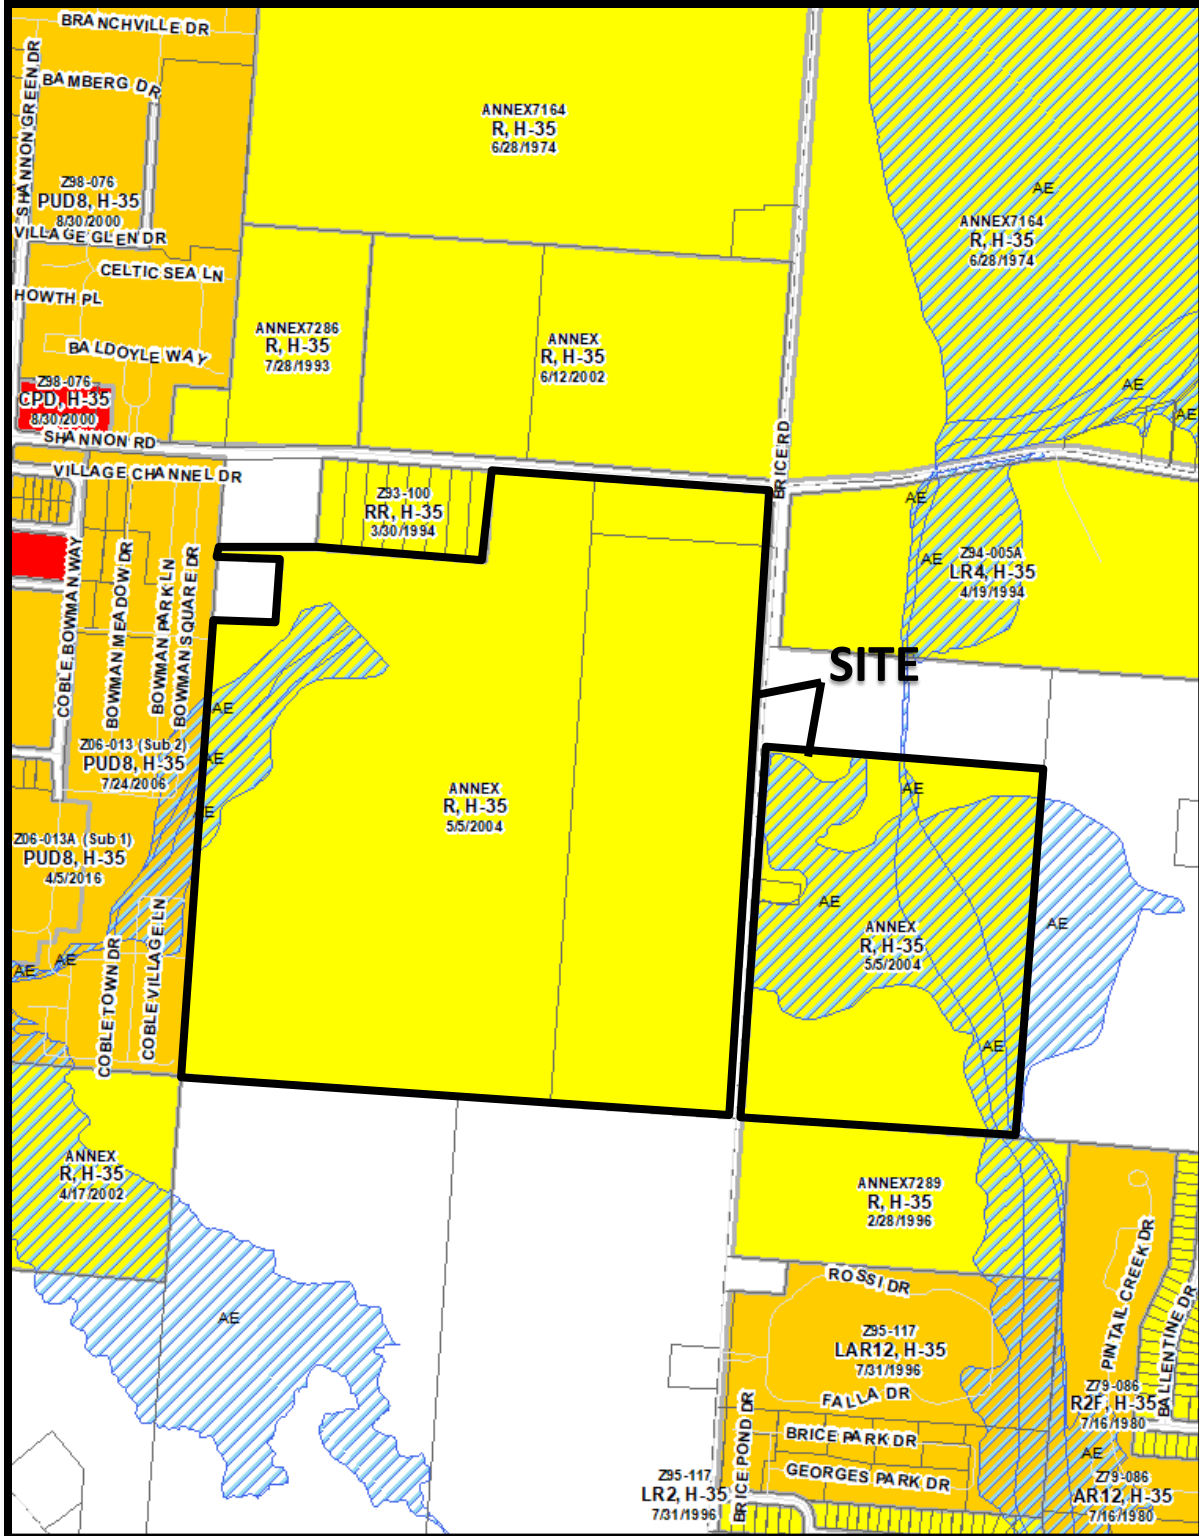 BRANCHVILLE DR
SHANNON GREEN DR
BAMBERG DR
ANNEX7164
R, H-35
6/28/1974
Z98-076
PUD8, H-35
8/30/2000
VILLAGE GLEN DR
CELTIC SEA LN
HOWTH PL
BALDOYLE WAY
AE
ANNEX7164
R, H-35
6/28/1974
ANNEX7286
R, H-35
7/28/1993
ANNEX
R, H-35
6/12/2002
Z98-076
CPD, H-35
8/30/2000
AE
AE
SHANNON RD
BRICE RD
VILLAGE CHANNEL DR
Z93-100
RR, H-35
3/30/1994
AE
AE
Z94-005A
LR4, H-35
4/19/1994
COBLE BOWMAN WAY
BOWMAN MEADOW DR
BOWMAN PARK LN
BOWMAN SQUARE DR
SITE
AE
AE
AE
Z06-013 (Sub 2)
PUD8, H-35
7/24/2006
ANNEX
R, H-35
5/5/2004
AE
Z06-013A (Sub 1)
PUD8, H-35
4/5/2016
AE
AE
ANNEX
R, H-35
5/5/2004
COBLETOWN DR
COBLEVILLAGE LN
AE
AE
AE
ANNEX
R, H-35
4/17/2002
ANNEX7289
R, H-35
2/28/1996
ROSSI DR
AE
Z95-117
LAR12, H-35
7/31/1996
FALLA DR
PINTAIL CREEK DR
BALLENTINE DR
Z79-086
R2F, H-35
7/16/1980
BRICE POND DR
BRICE PARK DR
GEORGES PARK DR
AE
Z95-117
LR2, H-35
7/31/1996
Z79-086
AR12, H-35
7/16/1980